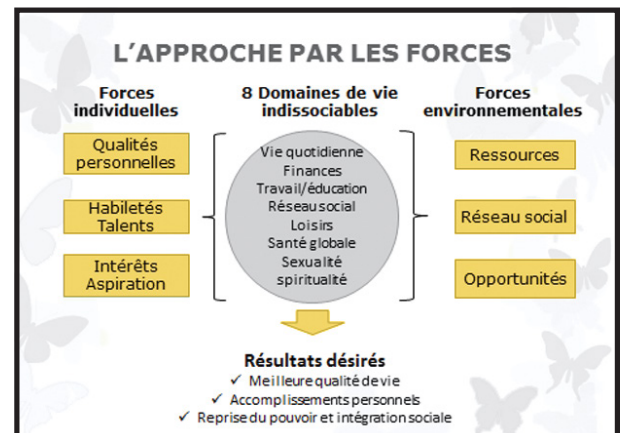 L'APPROCHE PAR LES FORCES
Forces
individuelles
Qualités
personnelles
Habiletés
Talents
Intérêts
Aspiration
8 Domaines de vie
indissociables
Vie quotidienne
Finances
Travail/éducation
Réseau social
Loisirs
Santé globale
Sexualité
spiritualité
Forces
environnementales
Ressources
Réseau social
Opportunités
Résultats désirés
✓ Meilleure qualité de vie
✓ Accomplissements personnels
✓ Reprise du pouvoir et intégration sociale